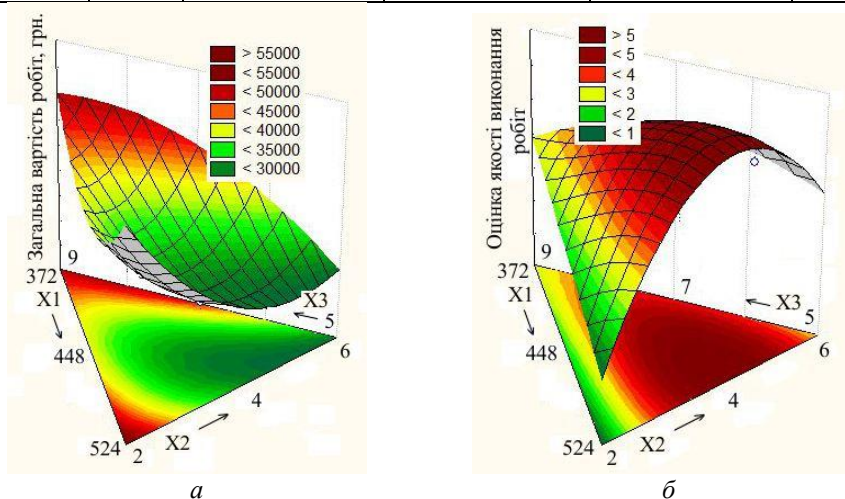 Загальна вартість робіт, грн.
> 55000
< 55000
< 50000
< 45000
< 40000
< 35000
< 30000
372
9
X1
448
524
2
X2
4
6
5
X3
а
Оцінка якості виконання
робіт
> 5
< 5
< 4
< 3
< 2
< 1
372
9
X1
448
524
2
X2
4
6
5
X3
7
б